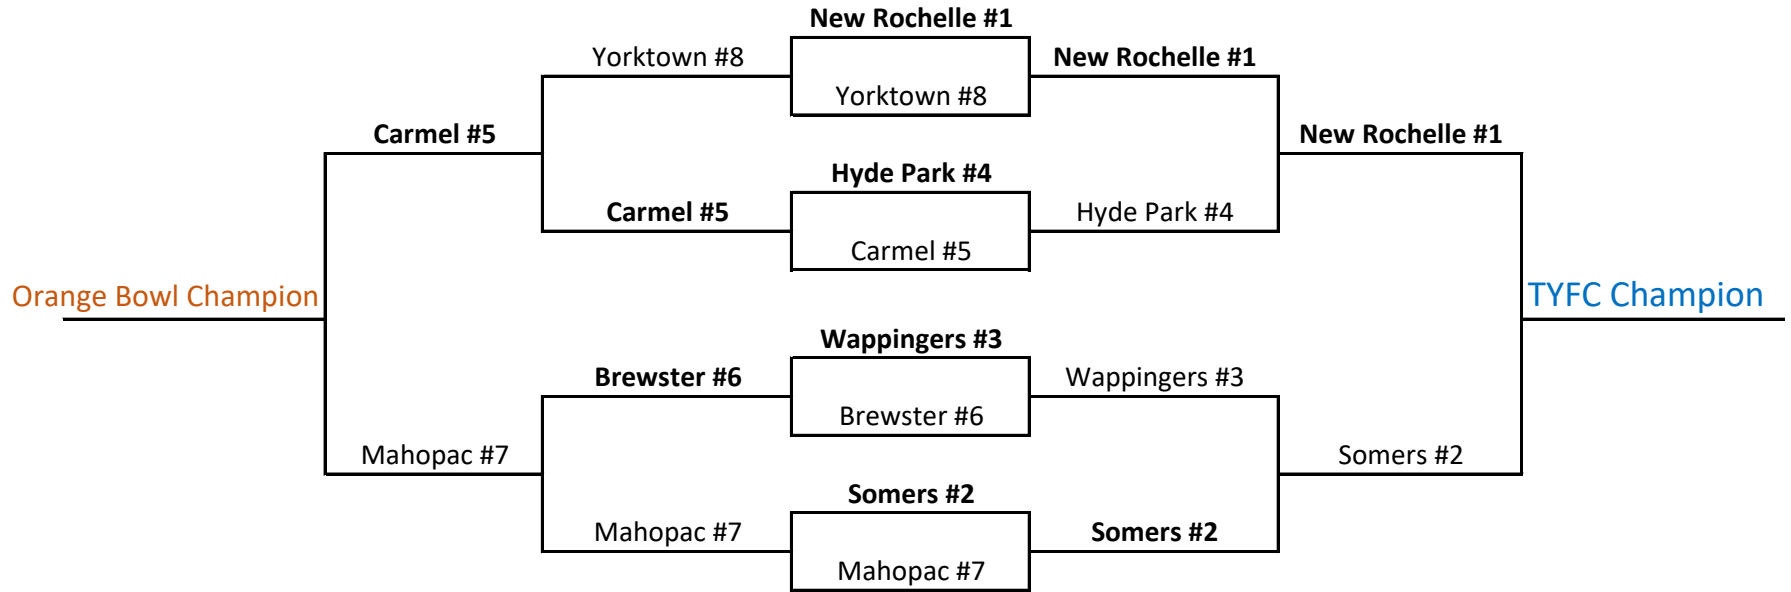 New Rochelle #1
Yorktown #8
New Rochelle #1
Yorktown #8
Carmel #5
New Rochelle #1
Hyde Park #4
Carmel #5
Hyde Park #4
Carmel #5
Orange Bowl Champion
TYFC Champion
Wappingers #3
Brewster #6
Wappingers #3
Brewster #6
Mahopac #7
Somers #2
Somers #2
Mahopac #7
Somers #2
Mahopac #7